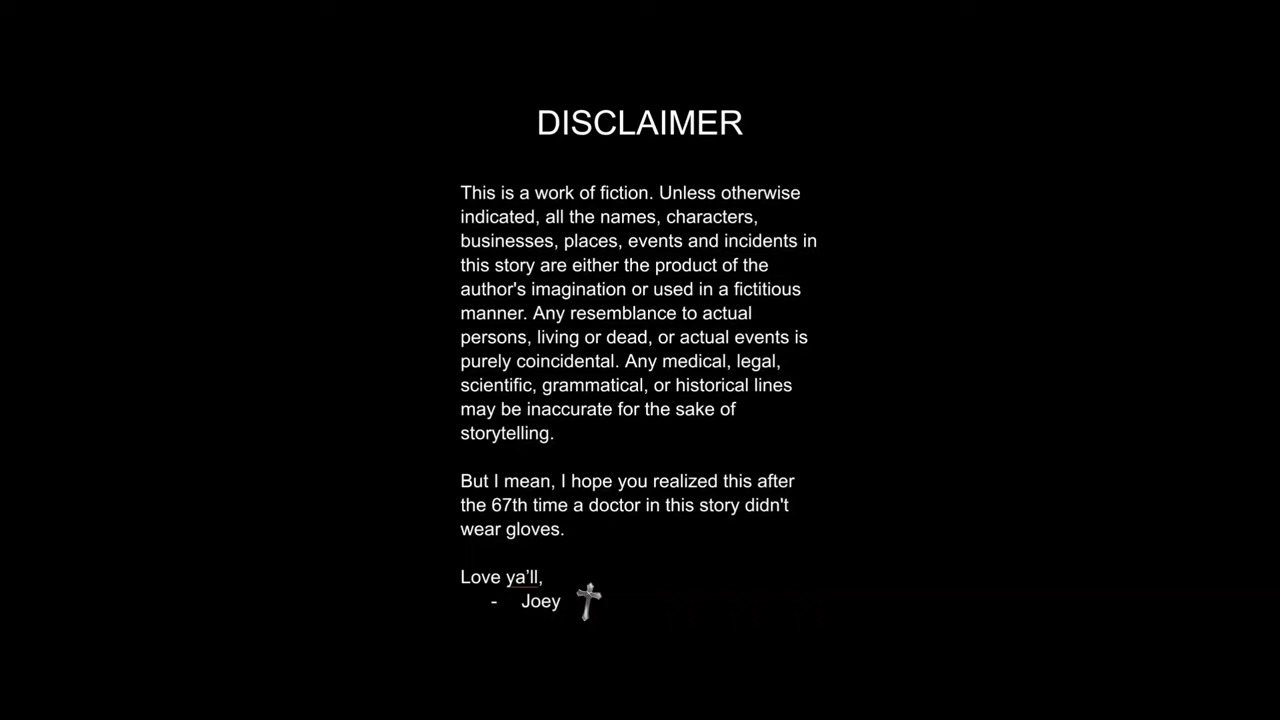 DISCLAIMER
This is a work of fiction. Unless otherwise
indicated, all the names, characters,
businesses, places, events and incidents in
this story are either the product of the
author's imagination or used in a fictitious
manner. Any resemblance to actual
persons, living or dead, or actual events is
purely coincidental. Any medical, legal,
scientific, grammatical, or historical lines
may be inaccurate for the sake of
storytelling.
But I mean, I hope you realized this after
the 67th time a doctor in this story didn't
wear gloves.
Love ya’ll,
- Joey